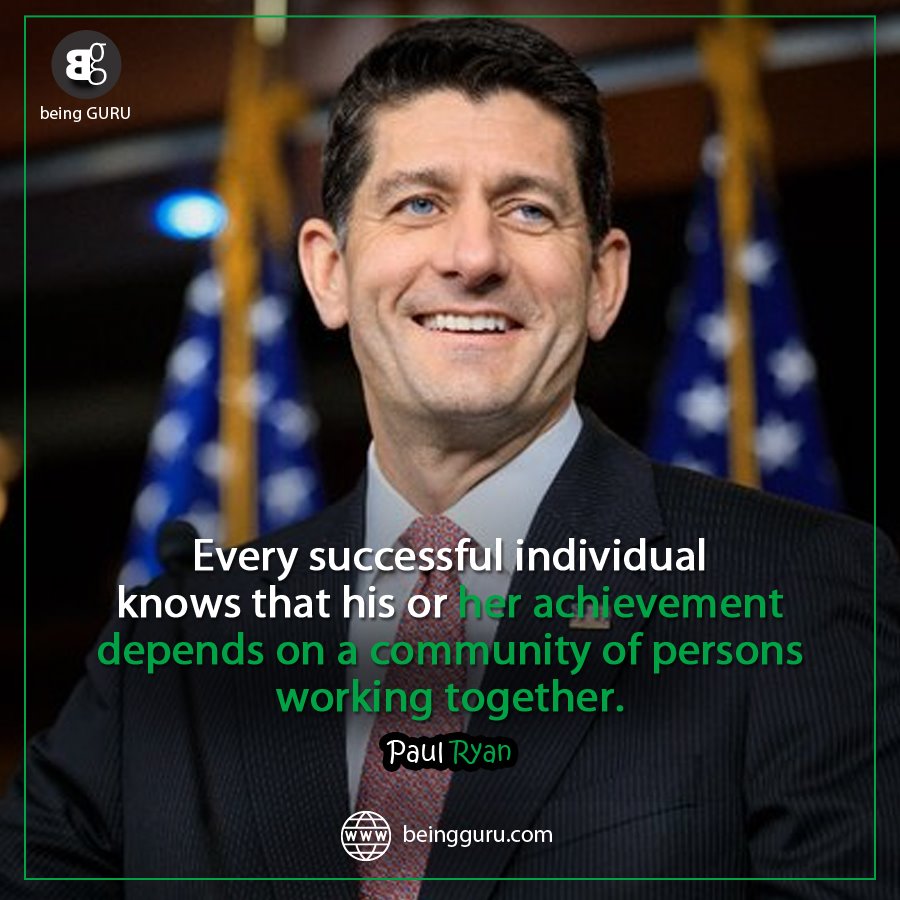 being GURU
Every successful individual
knows that his or her achievement
depends on a community of persons
working together.
Paul Ryan
www beingguru.com